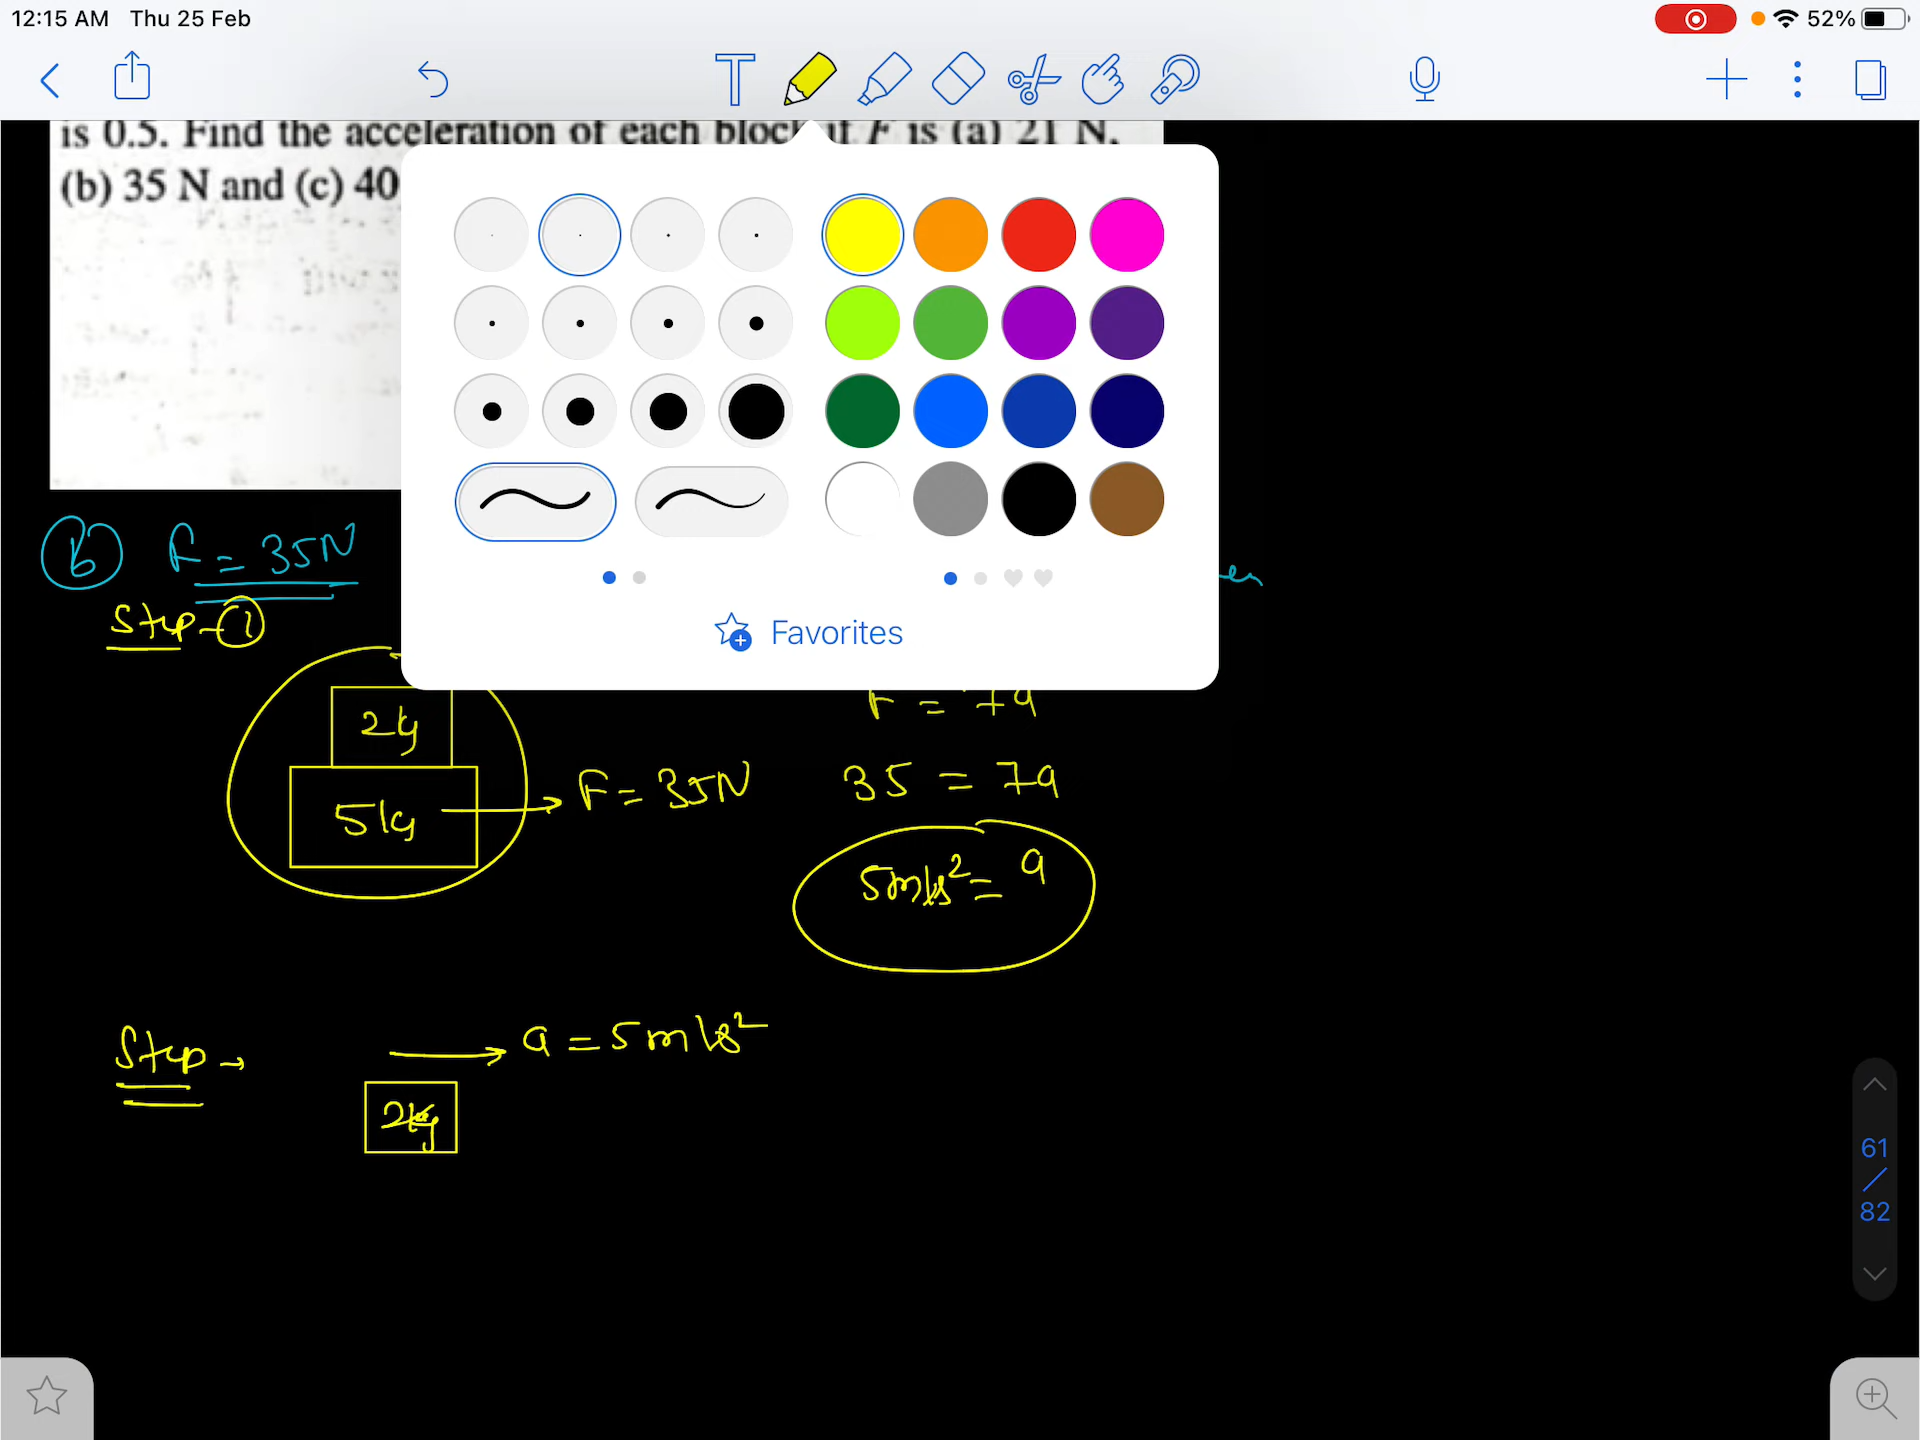 12:15 AM Thu 25 Feb
52%
T
is 0.5. Find the acceleration of each block if F is (a) 21 N,
(b) 35 N and (c) 40
Favorites
b F = 35N
Step-1
2kg
5kg
F = 35N
F = 7a
35 = 7a
5m/s² = a
Step →
a = 5 m/s²
2kg
61
/
82